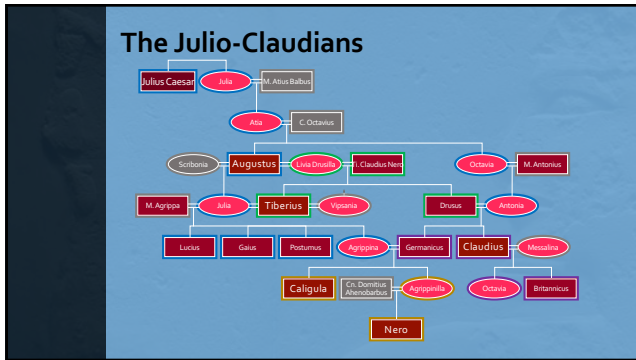 The Julio-Claudians
Julius Caesar
Julia
M. Atius Balbus
Atia
C. Octavius
Scribonia
Augustus
Livia Drusilla
Ti. Claudius Nero
Octavia
M. Antonius
M. Agrippa
Julia
Tiberius
Vipsania
Drusus
Antonia
Lucius
Gaius
Postumus
Agrippina
Germanicus
Claudius
Messalina
Caligula
Cn. Domitius
Ahenobarbus
Agrippinilla
Octavia
Britannicus
Nero